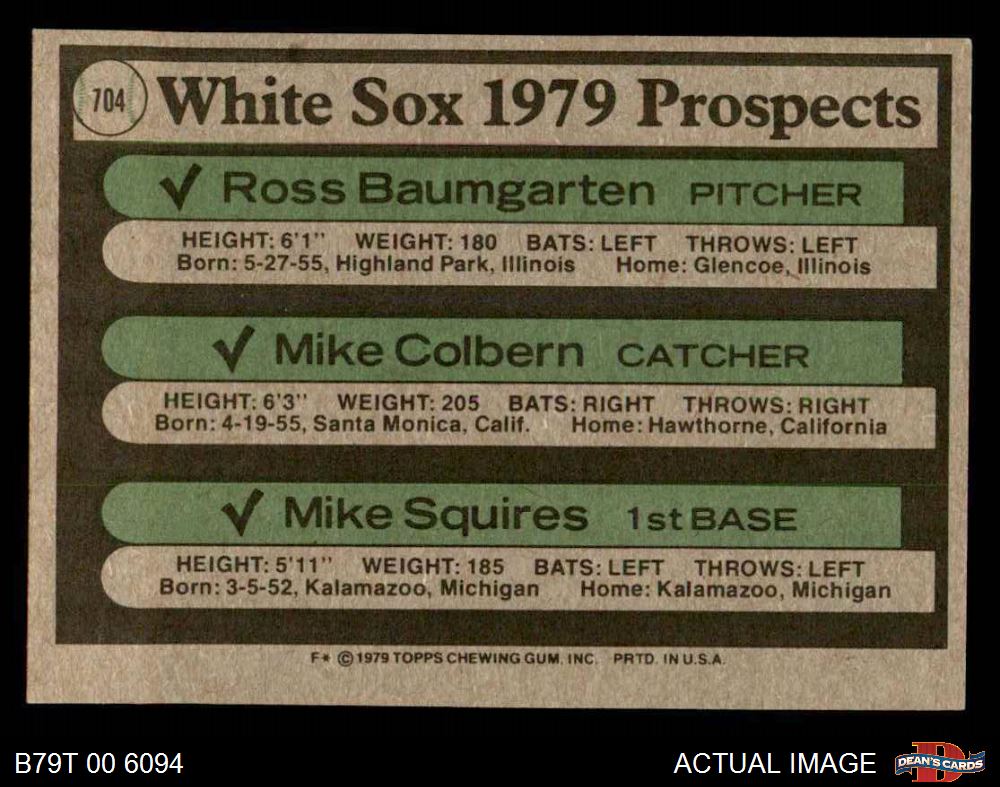 704
White Sox 1979 Prospects
✓ Ross Baumgarten PITCHER
HEIGHT: 6'1" WEIGHT: 180 BATS: LEFT THROWS: LEFT
Born: 5-27-55, Highland Park, Illinois Home: Glencoe, Illinois
✓ Mike Colbern CATCHER
HEIGHT: 6'3" WEIGHT: 205 BATS: RIGHT THROWS: RIGHT
Born: 4-19-55, Santa Monica, Calif. Home: Hawthorne, California
✓ Mike Squires 1st BASE
HEIGHT: 5'11" WEIGHT: 185 BATS: LEFT THROWS: LEFT
Born: 3-5-52, Kalamazoo, Michigan Home: Kalamazoo, Michigan
F* © 1979 TOPPS CHEWING GUM, INC. PRTD. IN U.S.A.
B79T 00 6094 ACTUAL IMAGE
DEAN'S CARDS